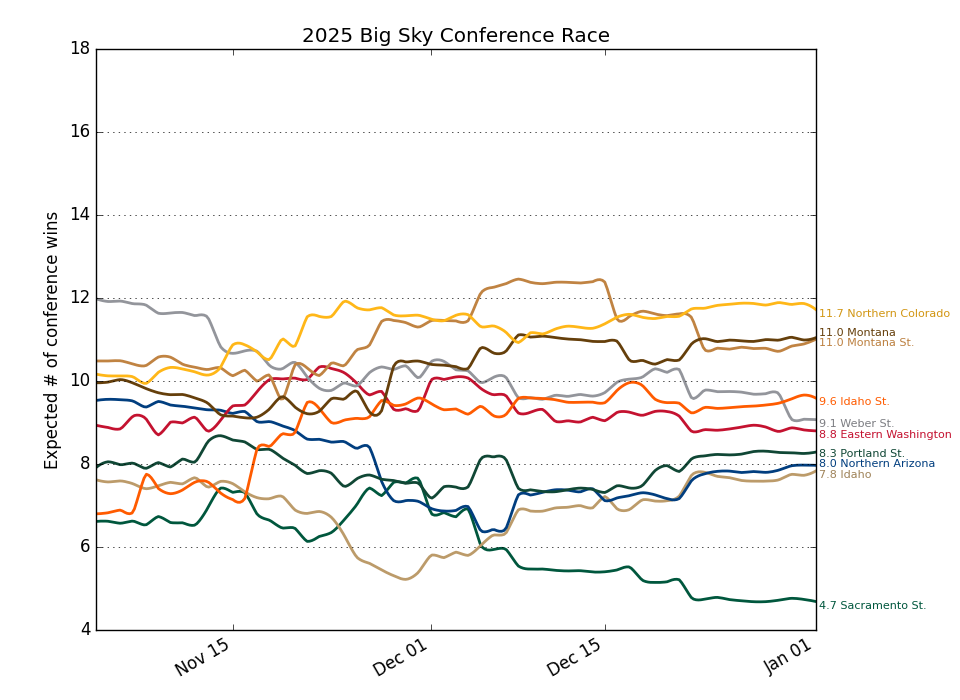 2025 Big Sky Conference Race
Expected # of conference wins
18
16
14
12
10
8
6
4
Nov 15
Dec 01
Dec 15
Jan 01
11.7 Northern Colorado
11.0 Montana
11.0 Montana St.
9.6 Idaho St.
9.1 Weber St.
8.8 Eastern Washington
8.3 Portland St.
8.0 Northern Arizona
7.8 Idaho
4.7 Sacramento St.